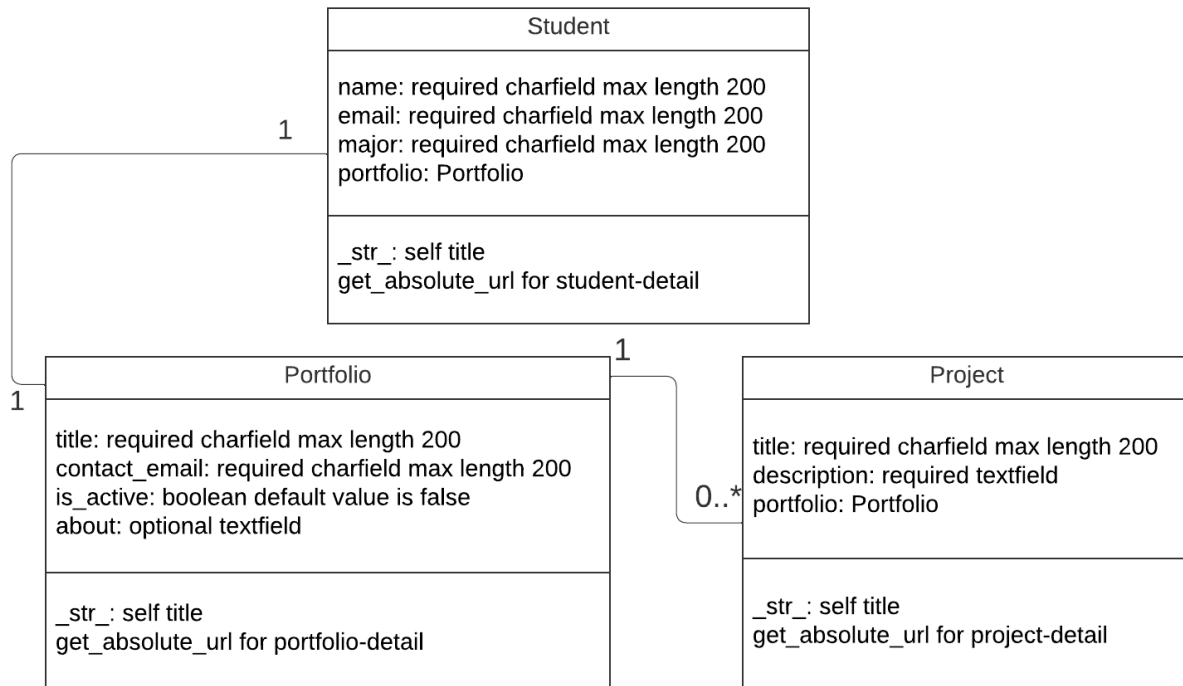 Student
name: required charfield max length 200
email: required charfield max length 200
major: required charfield max length 200
portfolio: Portfolio
_str_: self title
get_absolute_url for student-detail
1
1
Portfolio
title: required charfield max length 200
contact_email: required charfield max length 200
is_active: boolean default value is false
about: optional textfield
_str_: self title
get_absolute_url for portfolio-detail
1
0..*
Project
title: required charfield max length 200
description: required textfield
portfolio: Portfolio
_str_: self title
get_absolute_url for project-detail